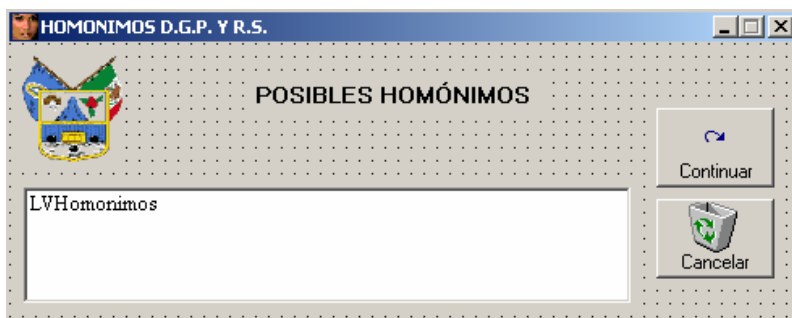 HOMONIMOS D.G.P. Y R.S.
POSIBLES HOMÓNIMOS
Continuar
LVHomonimos
Cancelar